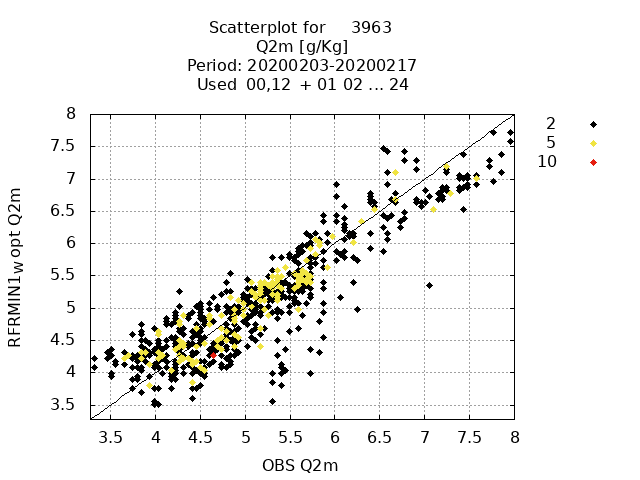 Scatterplot for 3963
Q2m [g/Kg]
Period: 20200203-20200217
Used 00,12 + 01 02 ... 24
8
7.5
7
6.5
6
5.5
5
4.5
4
3.5
RFRMIN1w opt Q2m
3.5 4 4.5 5 5.5 6 6.5 7 7.5 8
OBS Q2m
2
5
10